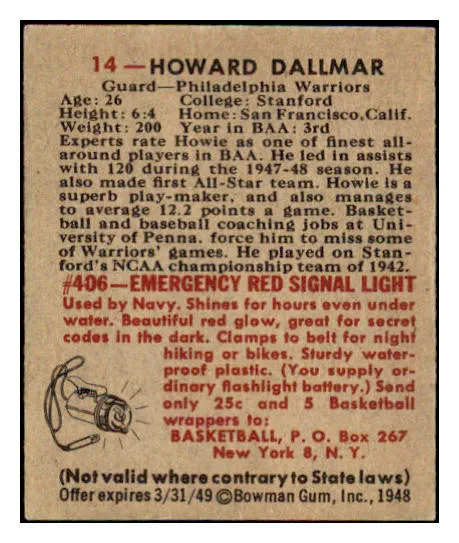 14—HOWARD DALLMAR
Guard—Philadelphia Warriors
Age: 26 College: Stanford
Height: 6:4 Home: San Francisco, Calif.
Weight: 200 Year in BAA: 3rd
Experts rate Howie as one of finest all-
around players in BAA. He led in assists
with 120 during the 1947-48 season. He
also made first All-Star team. Howie is a
superb play-maker, and also manages
to average 12.2 points a game. Basket-
ball and baseball coaching jobs at Uni-
versity of Penna. force him to miss some
of Warriors' games. He played on Stan-
ford's NCAA championship team of 1942.
#406—EMERGENCY RED SIGNAL LIGHT
Used by Navy. Shines for hours even under
water. Beautiful red glow, great for secret
codes in the dark. Clamps to belt for night
hiking or bikes. Sturdy water-
proof plastic. (You supply or-
dinary flashlight battery.) Send
only 25c and 5 Basketball
wrappers to:
BASKETBALL, P. O. Box 267
New York 8, N. Y.
(Not valid where contrary to State laws)
Offer expires 3/31/49 ©Bowman Gum, Inc., 1948